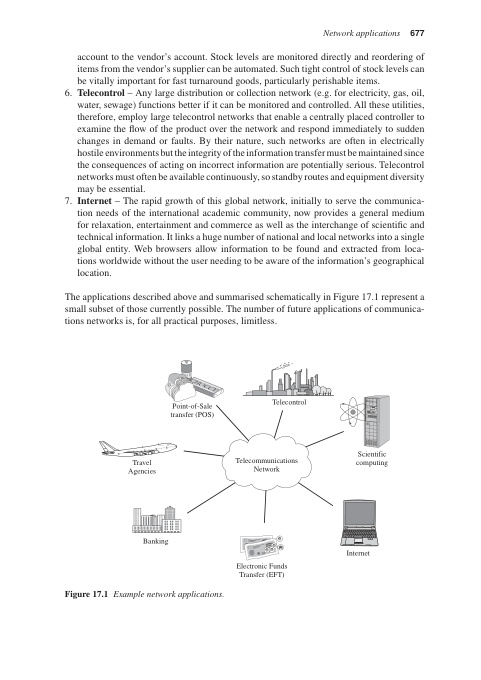 Network applications 677
account to the vendor's account. Stock levels are monitored directly and reordering of
items from the vendor's supplier can be automated. Such tight control of stock levels can
be vitally important for fast turnaround goods, particularly perishable items.
6. Telecontrol – Any large distribution or collection network (e.g. for electricity, gas, oil,
water, sewage) functions better if it can be monitored and controlled. All these utilities,
therefore, employ large telecontrol networks that enable a centrally placed controller to
examine the flow of the product over the network and respond immediately to sudden
changes in demand or faults. By their nature, such networks are often in electrically
hostile environments but the integrity of the information transfer must be maintained since
the consequences of acting on incorrect information are potentially serious. Telecontrol
networks must often be available continuously, so standby routes and equipment diversity
may be essential.
7. Internet – The rapid growth of this global network, initially to serve the communica-
tion needs of the international academic community, now provides a general medium
for relaxation, entertainment and commerce as well as the interchange of scientific and
technical information. It links a huge number of national and local networks into a single
global entity. Web browsers allow information to be found and extracted from loca-
tions worldwide without the user needing to be aware of the information's geographical
location.
The applications described above and summarised schematically in Figure 17.1 represent a
small subset of those currently possible. The number of future applications of communica-
tions networks is, for all practical purposes, limitless.
Point-of-Sale
transfer (POS)
Telecontrol
Scientific
computing
Travel
Agencies
Telecommunications
Network
Banking
Internet
Electronic Funds
Transfer (EFT)
Figure 17.1 Example network applications.